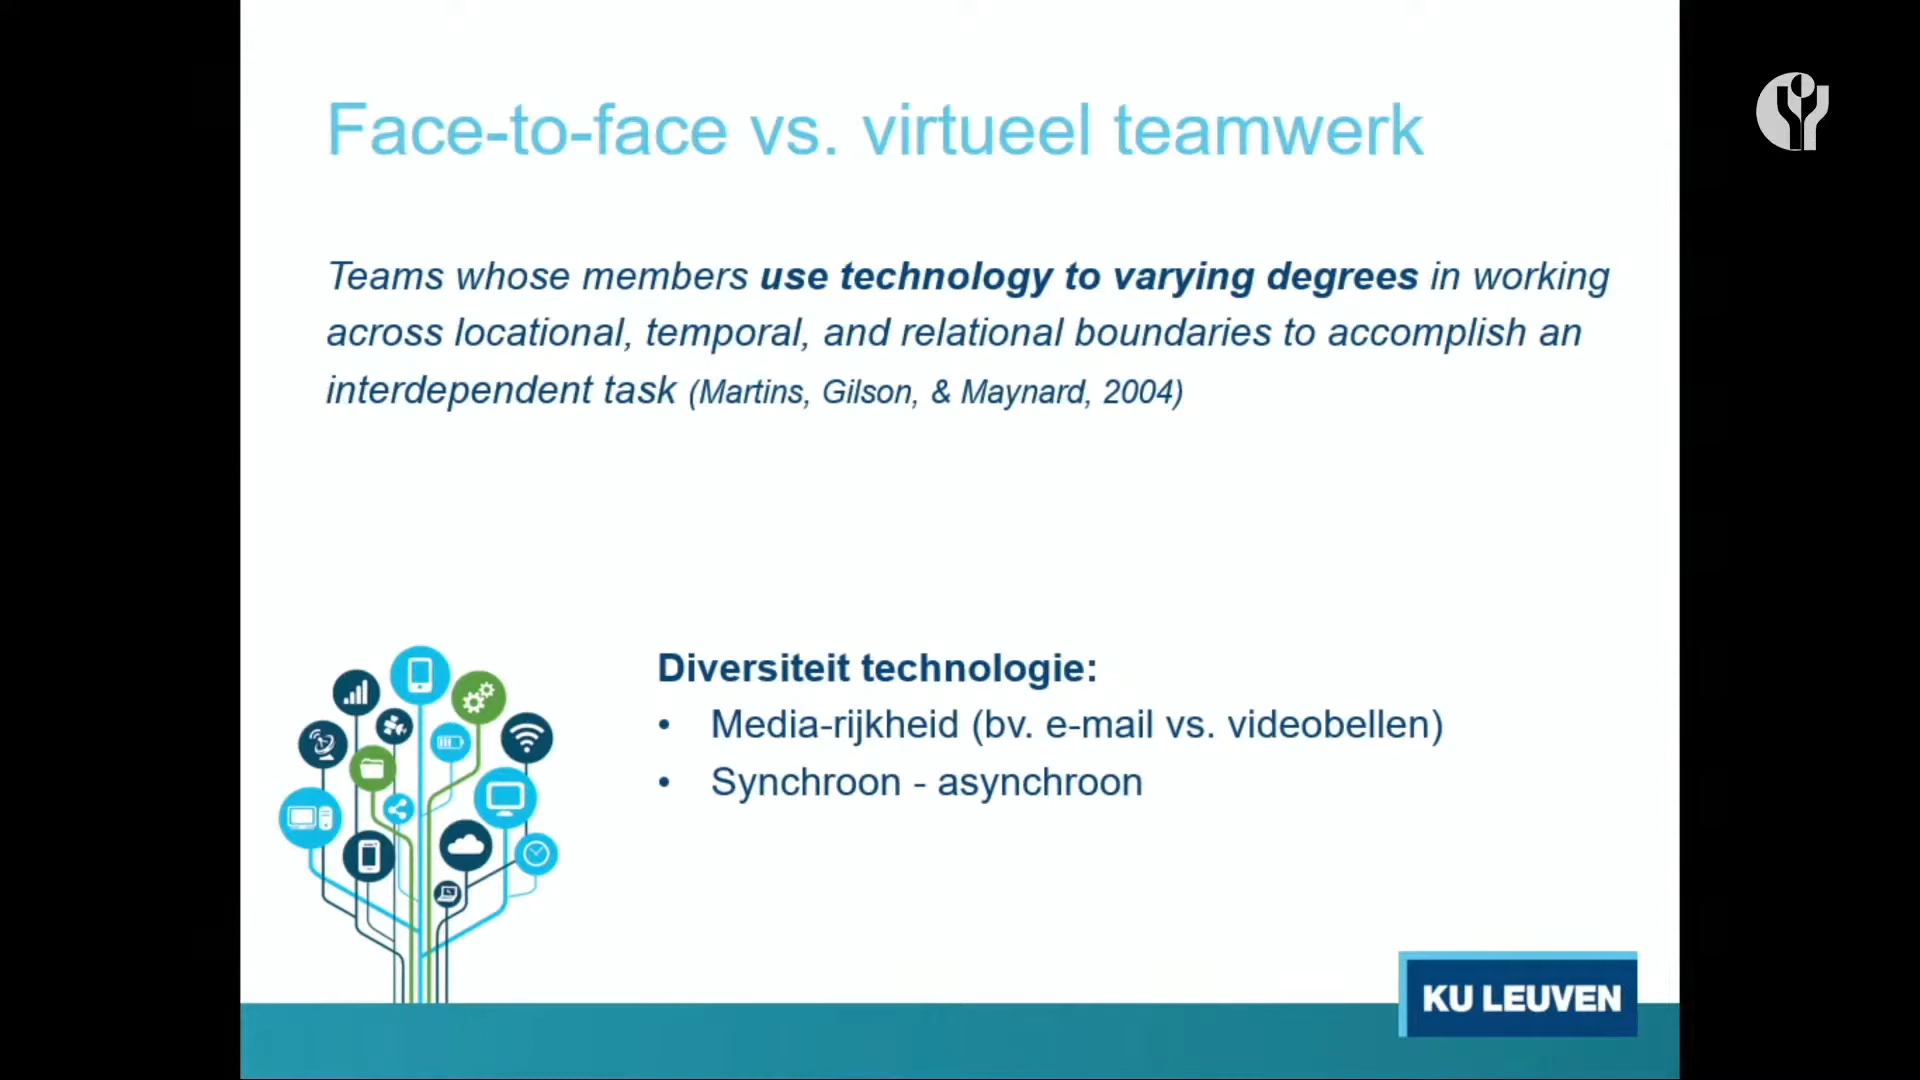 Face-to-face vs. virtueel teamwerk
Teams whose members use technology to varying degrees in working
across locational, temporal, and relational boundaries to accomplish an
interdependent task (Martins, Gilson, & Maynard, 2004)
Diversiteit technologie:
• Media-rijkheid (bv. e-mail vs. videobellen)
• Synchroon - asynchroon
KU LEUVEN